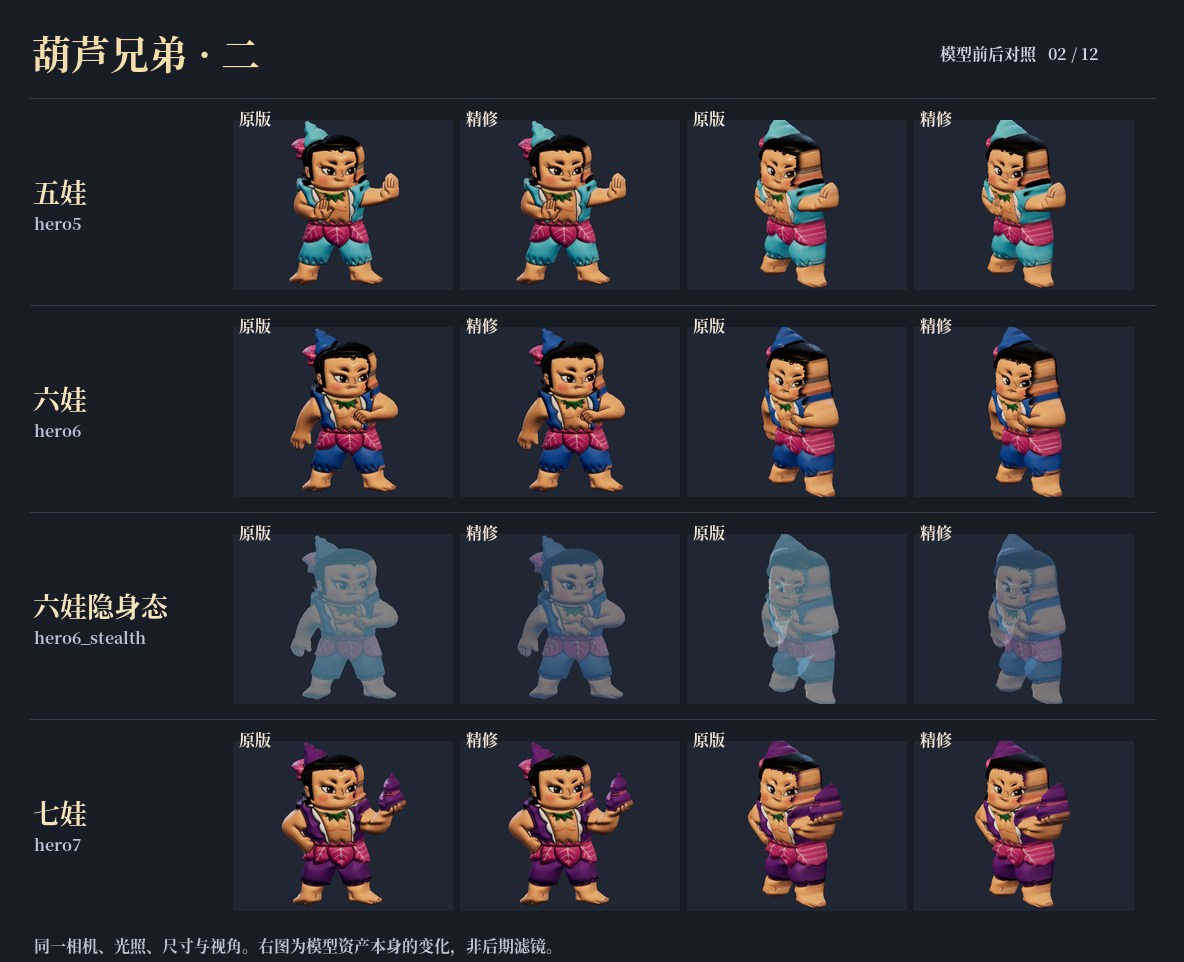 葫芦兄弟 · 二
模型前后对照 02 / 12
原版 精修 原版 精修
五娃
hero5
原版 精修 原版 精修
六娃
hero6
原版 精修 原版 精修
六娃隐身态
hero6_stealth
原版 精修 原版 精修
七娃
hero7
同一相机、光照、尺寸与视角。右图为模型资产本身的变化，非后期滤镜。